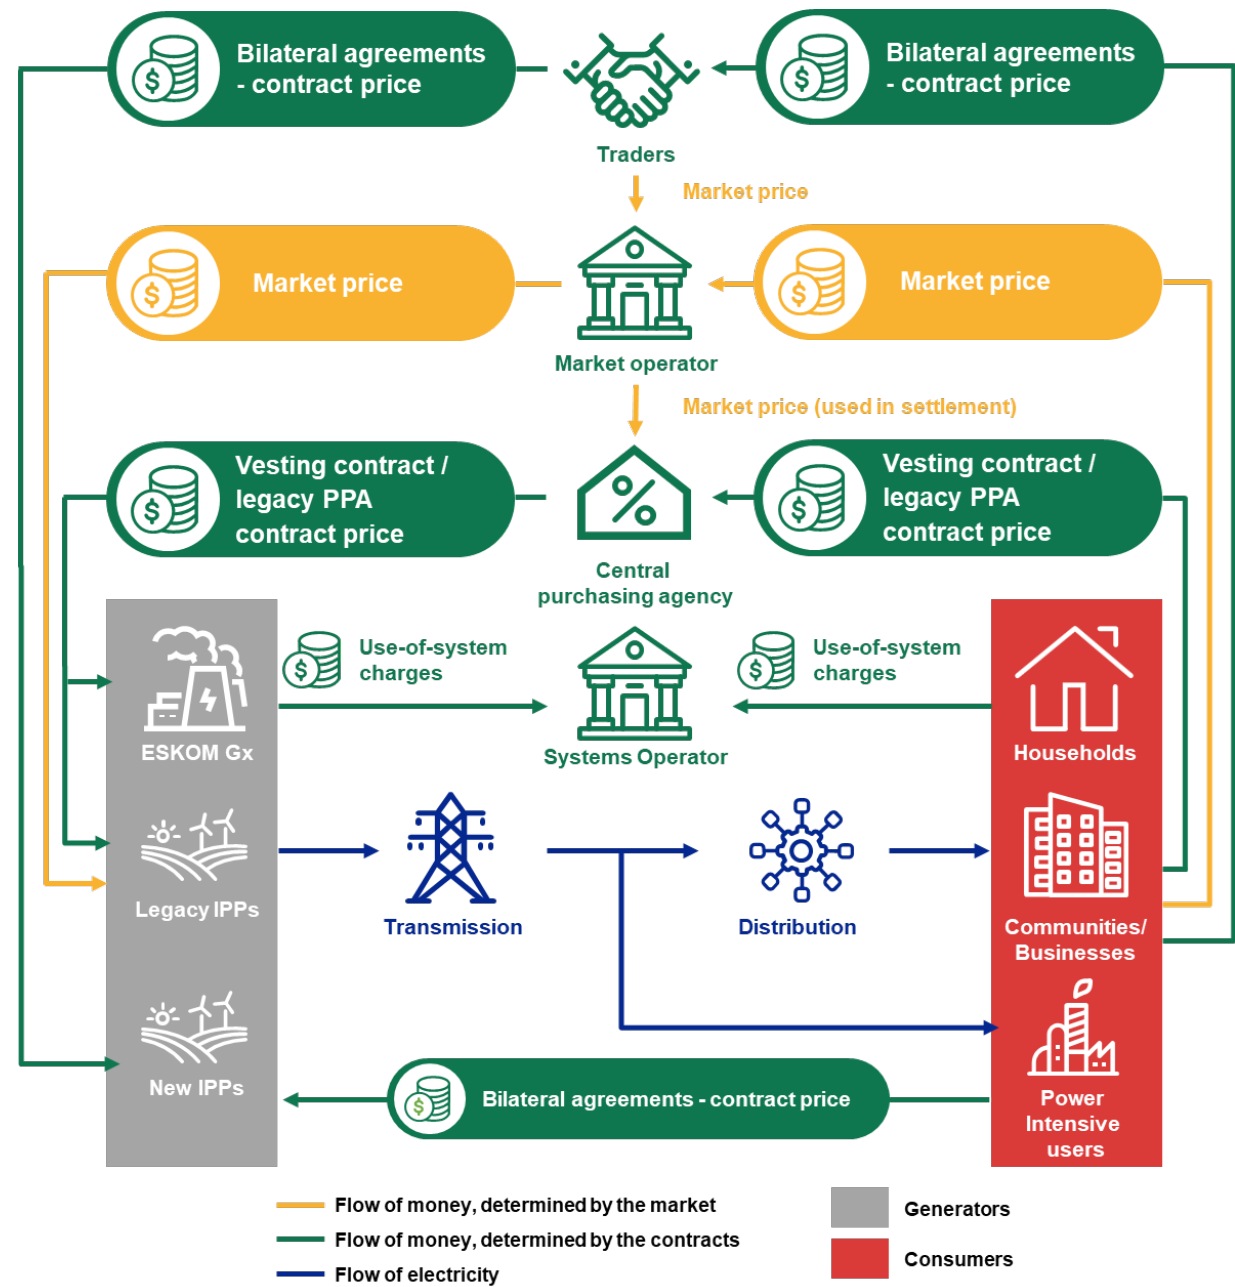 Bilateral agreements
- contract price
Bilateral agreements
- contract price
Traders
Market price
Market price
Market price
Market operator
Market price (used in settlement)
Vesting contract /
legacy PPA
contract price
Vesting contract /
legacy PPA
contract price
Central
purchasing agency
Use-of-system
charges
Use-of-system
charges
ESKOM Gx
Systems Operator
Households
Legacy IPPs
Transmission
Distribution
Communities/
Businesses
New IPPs
Bilateral agreements - contract price
Power
Intensive
users
Flow of money, determined by the market
Flow of money, determined by the contracts
Flow of electricity
Generators
Consumers